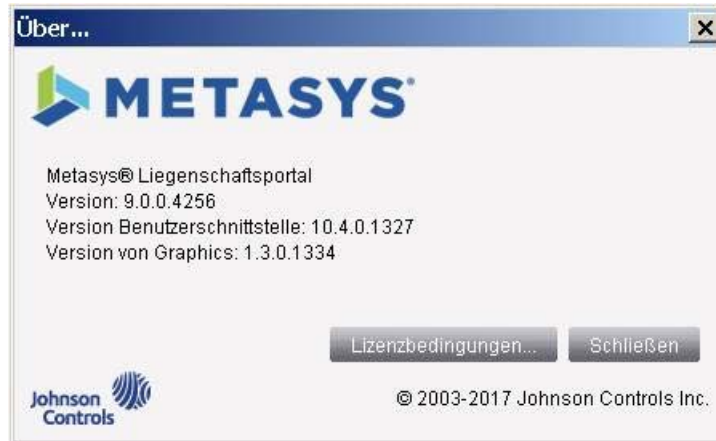 Über...
METASYS®
Metasys® Liegenschaftsportal
Version: 9.0.0.4256
Version Benutzerschnittstelle: 10.4.0.1327
Version von Graphics: 1.3.0.1334
Lizenzbedingungen... Schließen
Johnson Controls
© 2003-2017 Johnson Controls Inc.